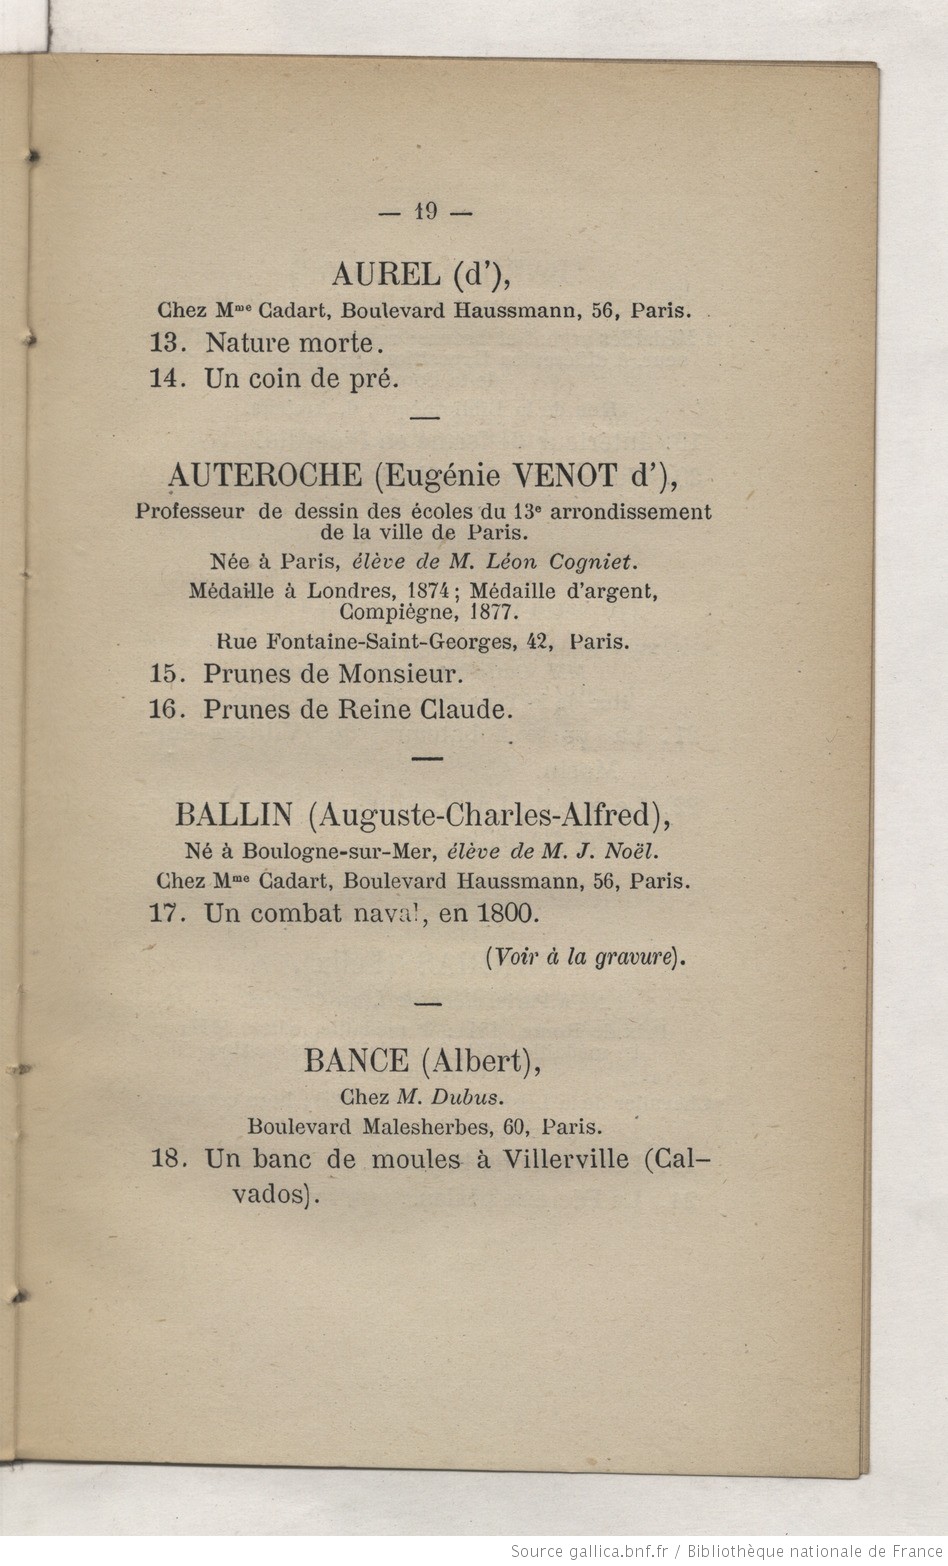 — 19 —
AUREL (d'),
Chez Mᵐᵉ Cadart, Boulevard Haussmann, 56, Paris.
13. Nature morte.
14. Un coin de pré.
—
AUTEROCHE (Eugénie VENOT d'),
Professeur de dessin des écoles du 13ᵉ arrondissement
de la ville de Paris.
Née à Paris, élève de M. Léon Cogniet.
Médaille à Londres, 1874 ; Médaille d'argent,
Compiègne, 1877.
Rue Fontaine-Saint-Georges, 42, Paris.
15. Prunes de Monsieur.
16. Prunes de Reine Claude.
—
BALLIN (Auguste-Charles-Alfred),
Né à Boulogne-sur-Mer, élève de M. J. Noël.
Chez Mᵐᵉ Cadart, Boulevard Haussmann, 56, Paris.
17. Un combat naval, en 1800.
(Voir à la gravure).
—
BANCE (Albert),
Chez M. Dubus.
Boulevard Malesherbes, 60, Paris.
18. Un banc de moules à Villerville (Cal-
vados).
Source gallica.bnf.fr / Bibliothèque nationale de France